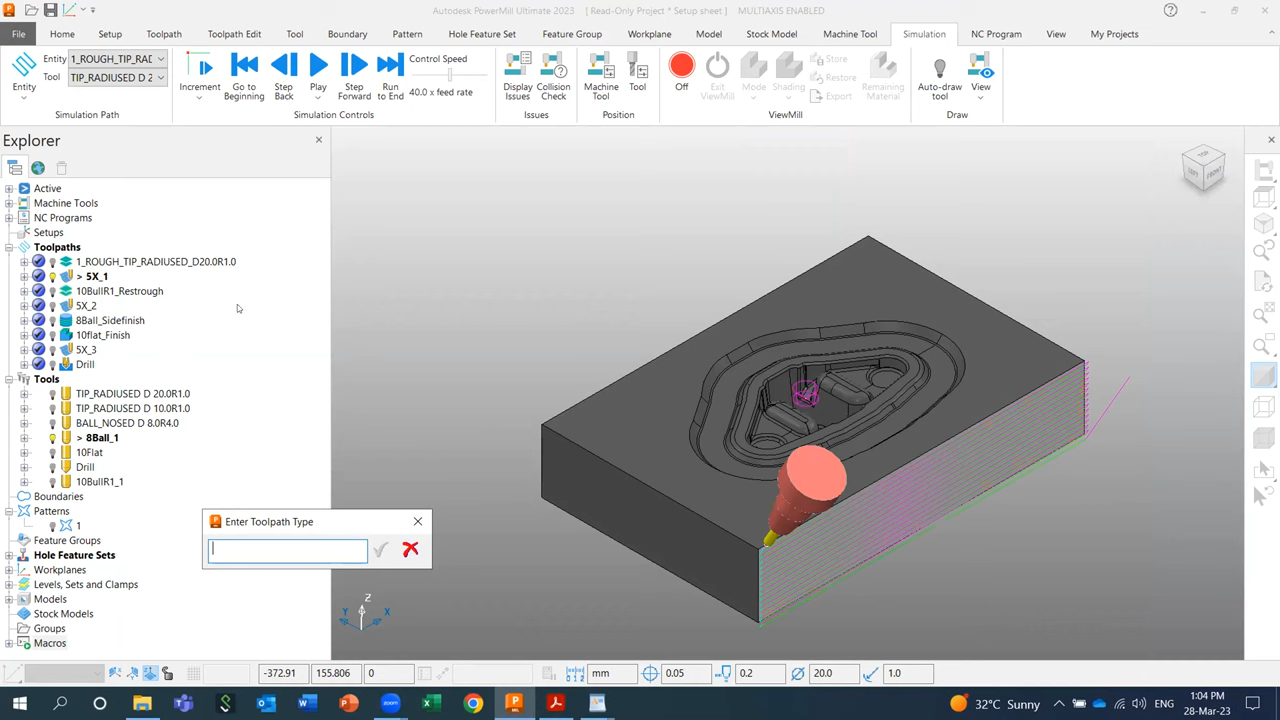 Autodesk PowerMill Ultimate 2023 [ Read-Only Project * Setup sheet ] MULTIAXIS ENABLED
File Home Setup Toolpath Toolpath Edit Tool Boundary Pattern Hole Feature Set Feature Group Workplane Model Stock Model Machine Tool Simulation NC Program View My Projects
Entity 1_ROUGH_TIP_RAD
Tool TIP_RADIUSED D 2
Control Speed
40.0 x feed rate
Entity
Increment
Go to Beginning
Step Back
Play
Step Forward
Run to End
Display Issues
Collision Check
Machine Tool
Tool
Off
Exit ViewMill
Mode
Shading
Store
Restore
Export
Remaining Material
Auto-draw tool
View
Simulation Path Simulation Controls Issues Position ViewMill Draw
Explorer
Active
Machine Tools
NC Programs
Setups
Toolpaths
1_ROUGH_TIP_RADIUSED_D20.0R1.0
> 5X_1
10BullR1_Restrough
5X_2
8Ball_Sidefinish
10flat_Finish
5X_3
Drill
Tools
TIP_RADIUSED D 20.0R1.0
TIP_RADIUSED D 10.0R1.0
BALL_NOSED D 8.0R4.0
> 8Ball_1
10Flat
Drill
10BullR1_1
Boundaries
Patterns
1
Feature Groups
Hole Feature Sets
Workplanes
Levels, Sets and Clamps
Models
Stock Models
Groups
Macros
Enter Toolpath Type
TOP
LEFT FRONT
Z
Y X
-372.91 155.806 0 mm 0.05 0.2 20.0 1.0
32°C Sunny ENG 1:04 PM
28-Mar-23